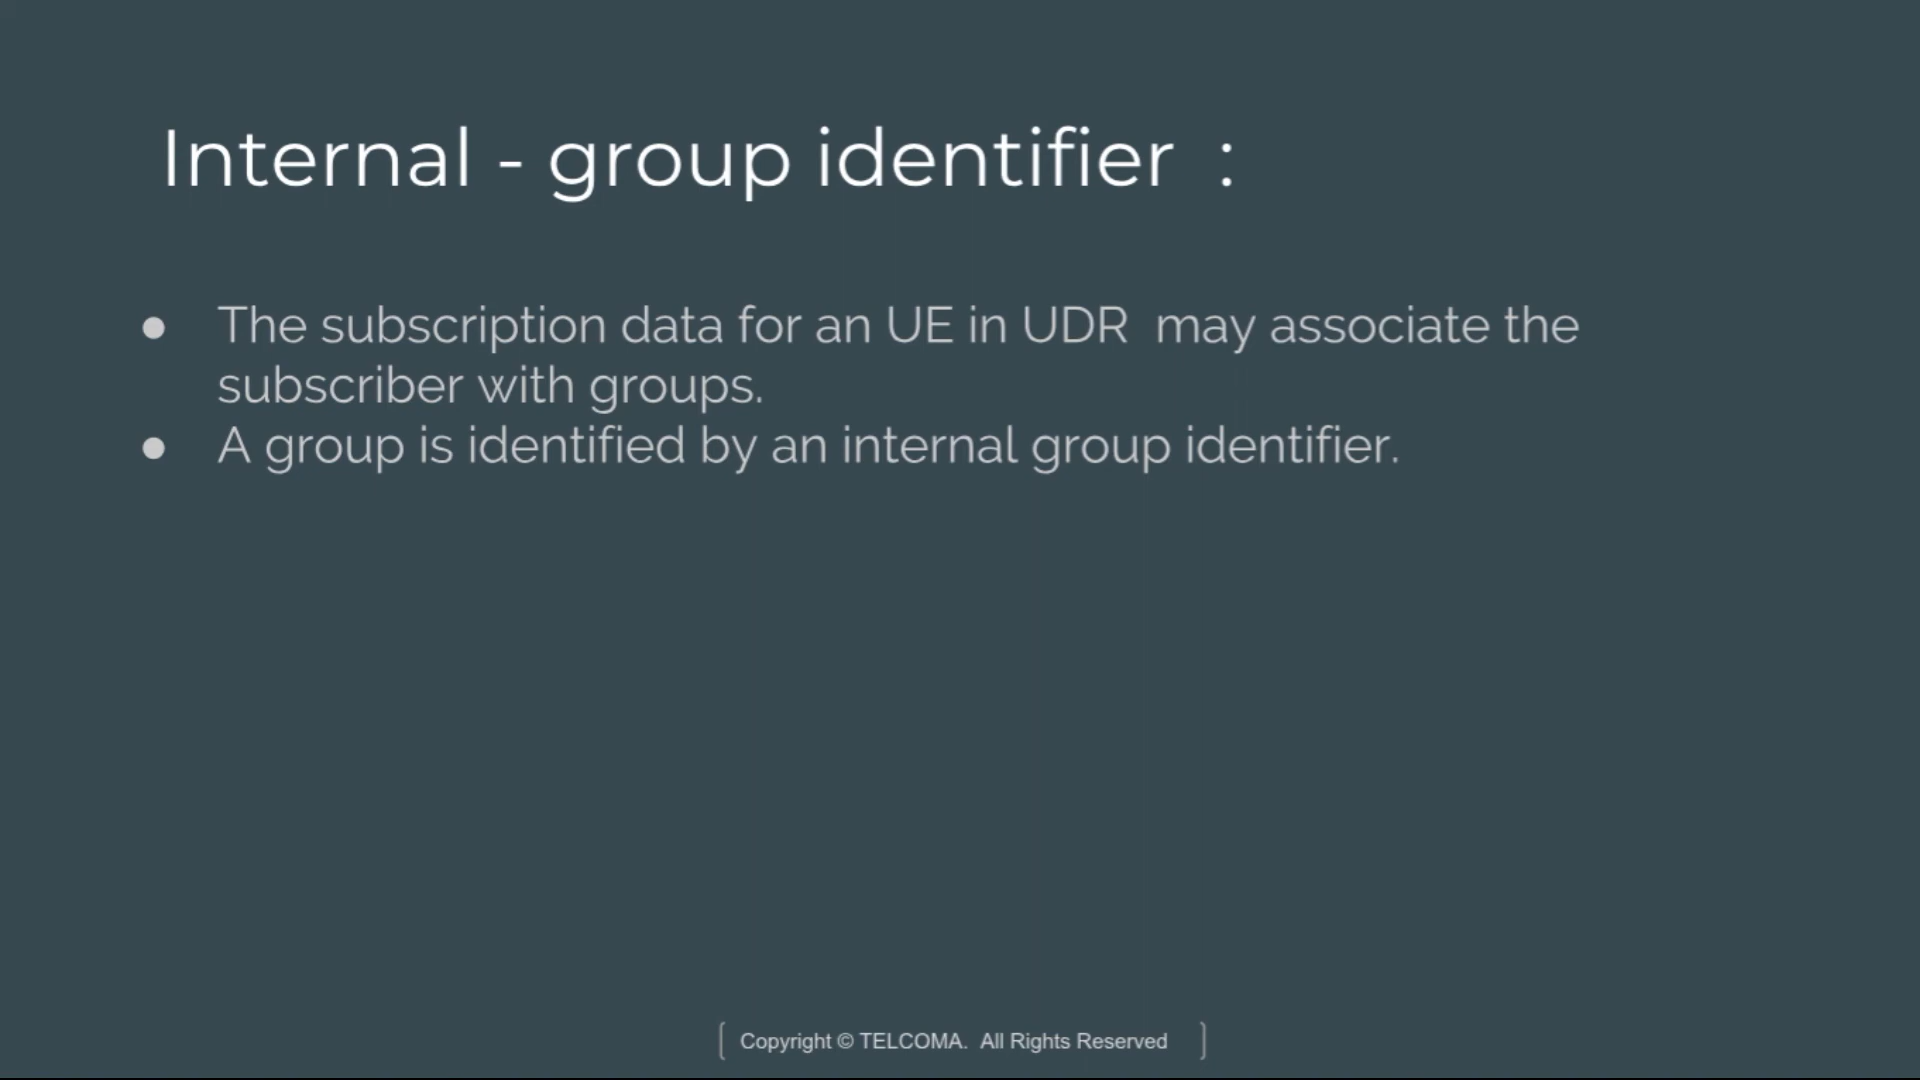 Internal - group identifier :
● The subscription data for an UE in UDR may associate the
subscriber with groups.
● A group is identified by an internal group identifier.
[ Copyright © TELCOMA. All Rights Reserved ]